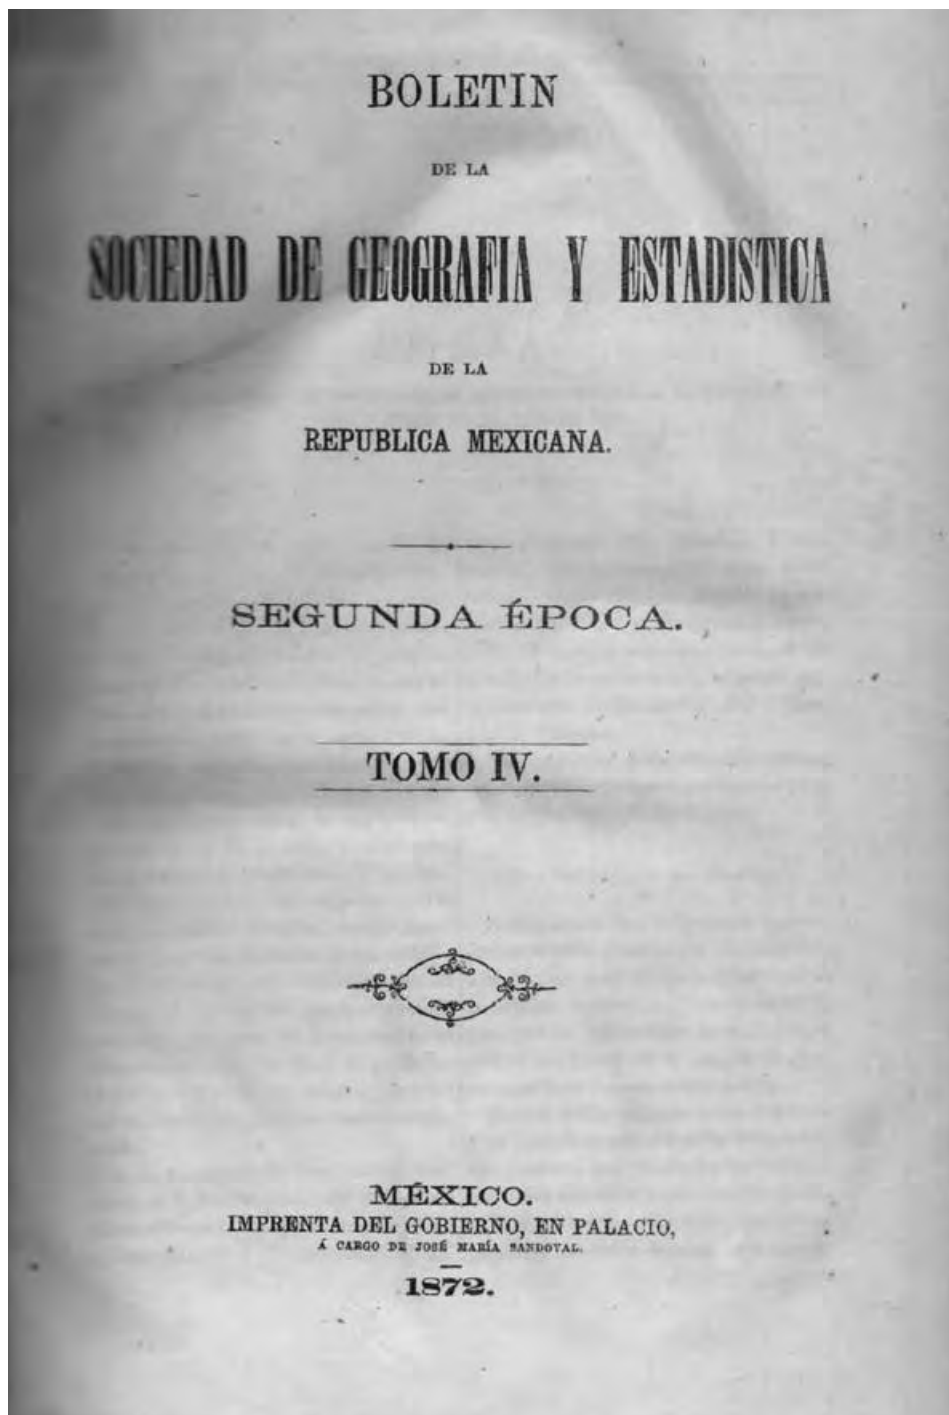 BOLETIN
DE LA
SOCIEDAD DE GEOGRAFIA Y ESTADISTICA
DE LA
REPUBLICA MEXICANA.
SEGUNDA ÉPOCA.
TOMO IV.
MÉXICO.
IMPRENTA DEL GOBIERNO, EN PALACIO,
Á CARGO DE JOSÉ MARÍA SANDOVAL.
1872.